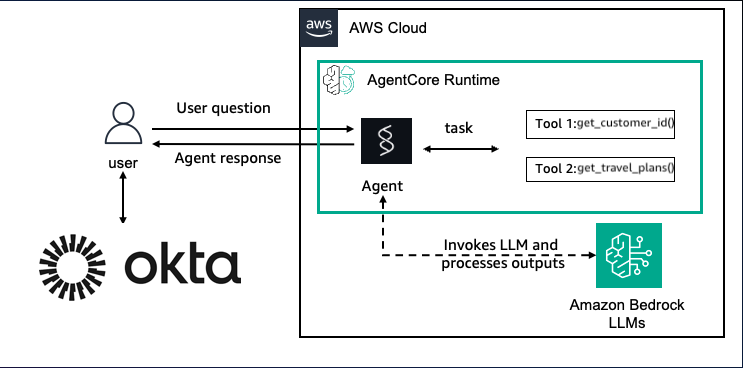 aws
AWS Cloud
AgentCore Runtime
User question
Agent response
user
task
Tool 1:get_customer_id()
Tool 2:get_travel_plans()
Agent
Invokes LLM and
processes outputs
okta
Amazon Bedrock
LLMs